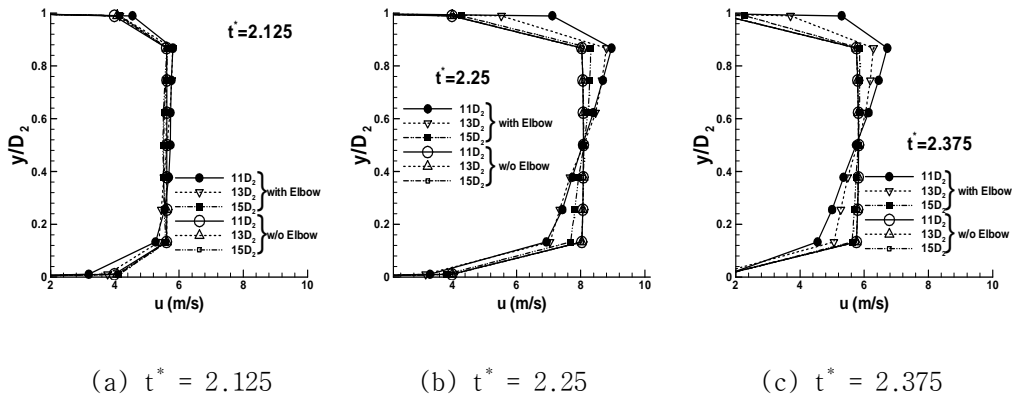 t*=2.125
y/D₂
1
0.8
0.6
0.4
0.2
0
2 4 6 8 10
u (m/s)
11D₂
13D₂ with Elbow
15D₂
11D₂
13D₂ w/o Elbow
15D₂
(a) t* = 2.125
t*=2.25
y/D₂
1
0.8
0.6
0.4
0.2
0
2 4 6 8 10
u (m/s)
11D₂
13D₂ with Elbow
15D₂
11D₂
13D₂ w/o Elbow
15D₂
(b) t* = 2.25
t*=2.375
y/D₂
1
0.8
0.6
0.4
0.2
0
2 4 6 8 10
u (m/s)
11D₂
13D₂ with Elbow
15D₂
11D₂
13D₂ w/o Elbow
15D₂
(c) t* = 2.375